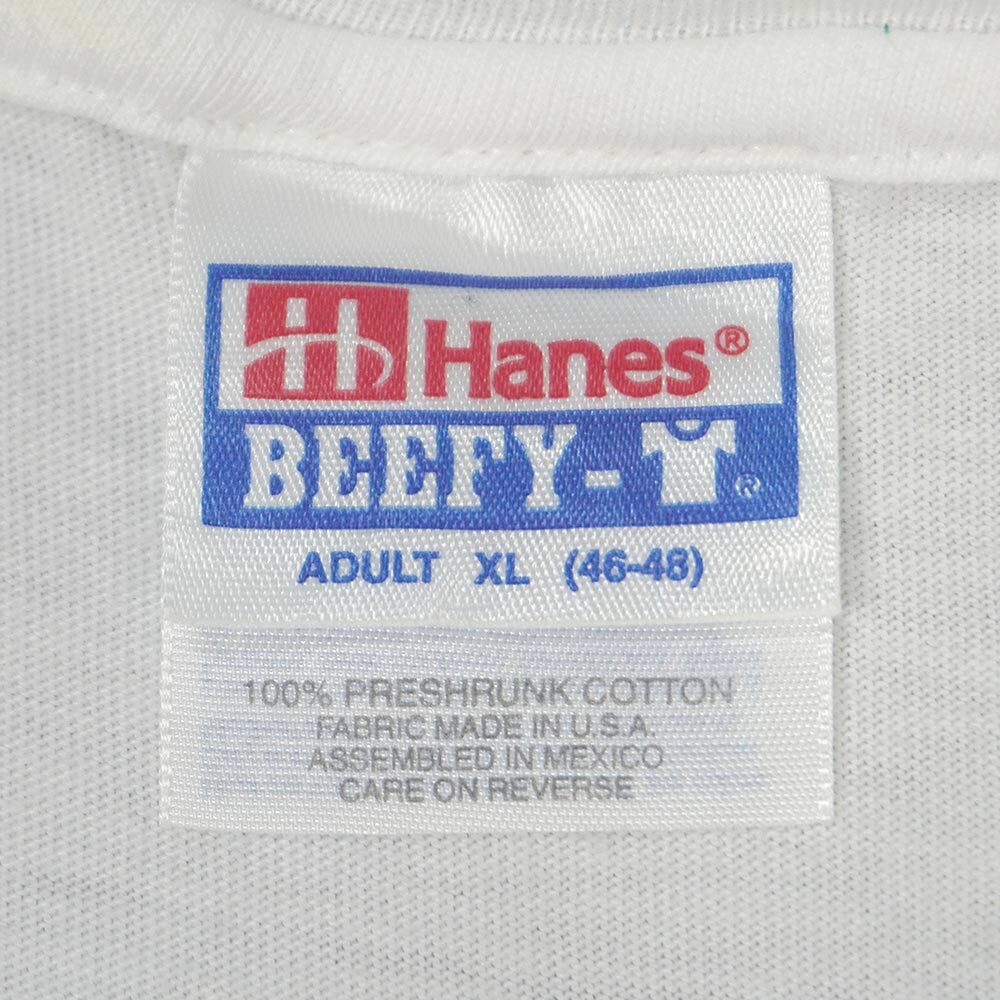 H Hanes®
BEEFY-T®
ADULT XL (46-48)
100% PRESHRUNK COTTON
FABRIC MADE IN U.S.A.
ASSEMBLED IN MEXICO
CARE ON REVERSE